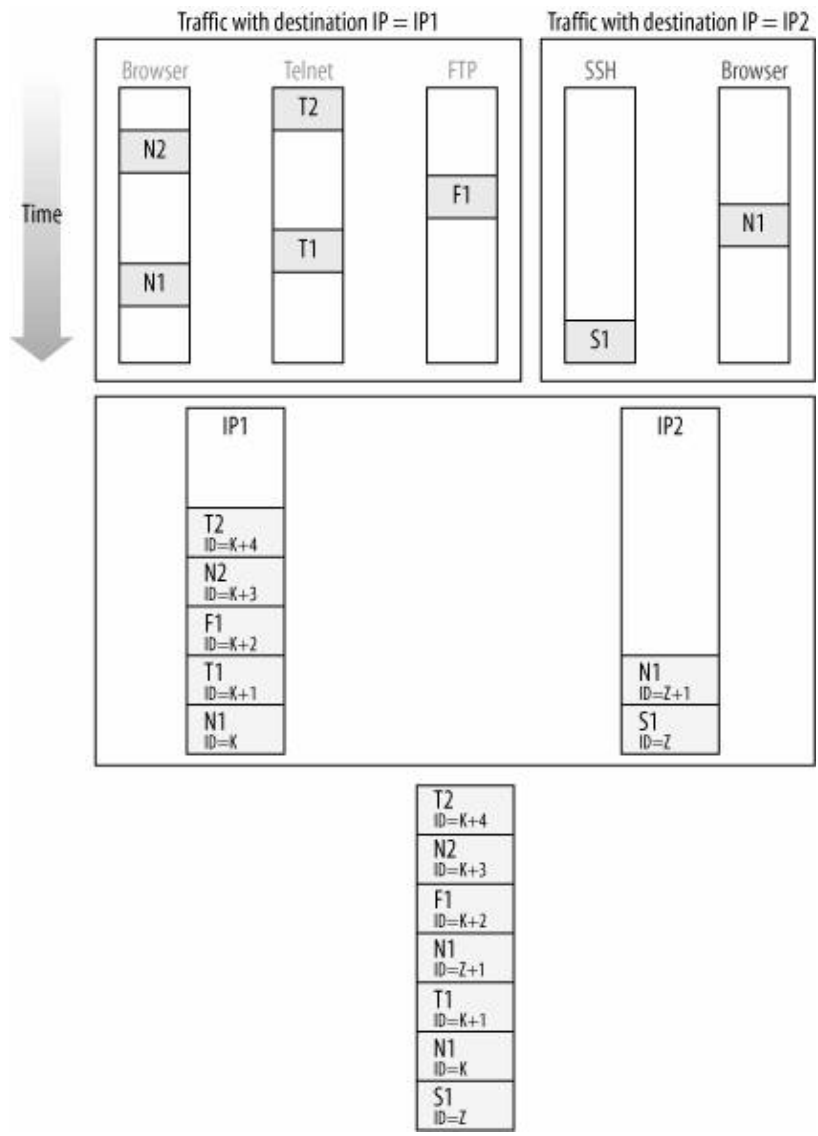 Traffic with destination IP = IP1
Traffic with destination IP = IP2
Browser
Telnet
FTP
SSH
Browser
Time
T2
N2
F1
T1
N1
N1
S1
IP1
T2
ID=K+4
N2
ID=K+3
F1
ID=K+2
T1
ID=K+1
N1
ID=K
IP2
N1
ID=Z+1
S1
ID=Z
T2
ID=K+4
N2
ID=K+3
F1
ID=K+2
N1
ID=Z+1
T1
ID=K+1
N1
ID=K
S1
ID=Z